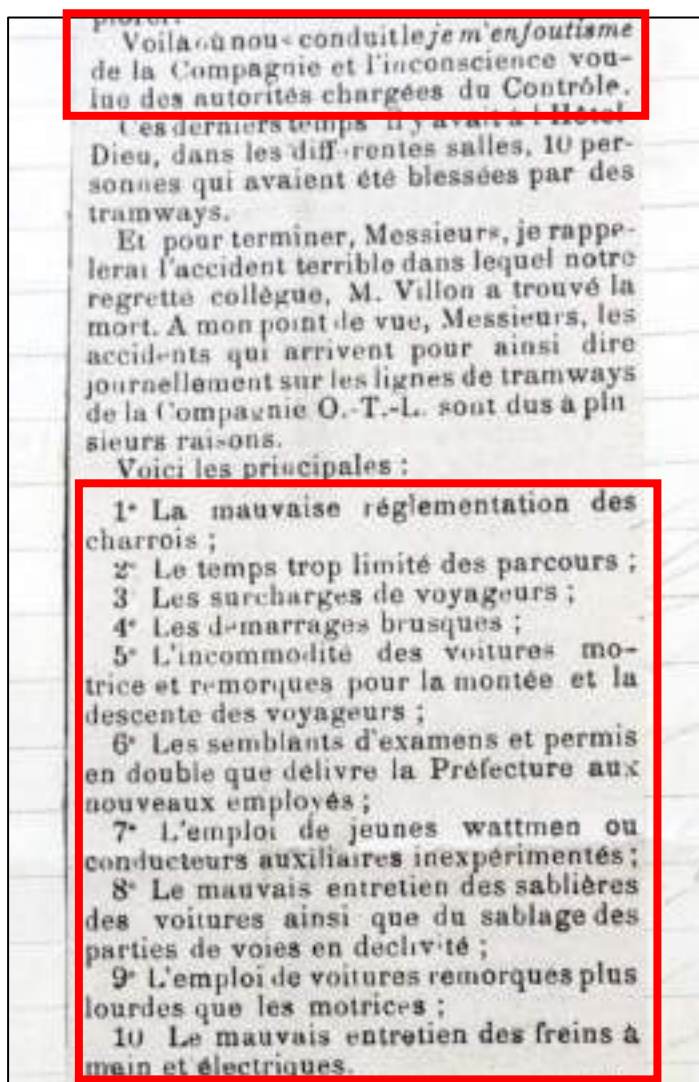 Voilà où nous conduit le je m'enfoutisme
de la Compagnie et l'inconscience vou-
lue des autorités chargées du Contrôle.
Ces derniers temps il y avait à l'Hôtel-
Dieu, dans les différentes salles, 10 per-
sonnes qui avaient été blessées par des
tramways.
Et pour terminer, Messieurs, je rappe-
lerai l'accident terrible dans lequel notre
regretté collègue, M. Villon a trouvé la
mort. A mon point de vue, Messieurs, les
accidents qui arrivent pour ainsi dire
journellement sur les lignes de tramways
de la Compagnie O.-T.-L. sont dus à plu
sieurs raisons.
Voici les principales :
1° La mauvaise réglementation des
charrois ;
2° Le temps trop limité des parcours ;
3 Les surcharges de voyageurs ;
4° Les démarrages brusques ;
5° L'incommodité des voitures mo-
trice et remorques pour la montée et la
descente des voyageurs ;
6° Les semblants d'examens et permis
en double que délivre la Préfecture aux
nouveaux employés ;
7° L'emploi de jeunes wattmen ou
conducteurs auxiliaires inexpérimentés ;
8° Le mauvais entretien des sablières
des voitures ainsi que du sablage des
parties de voies en déclivité ;
9° L'emploi de voitures remorques plus
lourdes que les motrices ;
10 Le mauvais entretien des freins à
main et électriques.